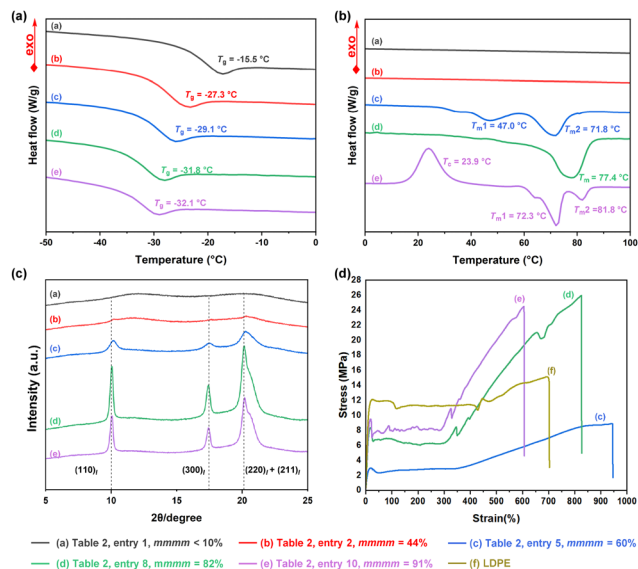 (a)
exo
Heat flow (W/g)
(a)
(b)
(c)
(d)
(e)
Tg = -15.5 °C
Tg = -27.3 °C
Tg = -29.1 °C
Tg = -31.8 °C
Tg = -32.1 °C
-50 -40 -30 -20 -10 0
Temperature (°C)
(b)
exo
Heat flow (W/g)
(a)
(b)
(c)
(d)
(e)
Tm1 = 47.0 °C
Tm2 = 71.8 °C
Tc = 23.9 °C
Tm = 77.4 °C
Tm1 = 72.3 °C
Tm2 =81.8 °C
0 20 40 60 80 100
Temperature (°C)
(c)
Intensity (a.u.)
(a)
(b)
(c)
(d)
(e)
(110)I (300)I (220)I + (211)I
5 10 15 20 25
2θ/degree
(d)
Stress (MPa)
28
26
24
22
20
18
16
14
12
10
8
6
4
2
0
(e)
(d)
(f)
(c)
0 100 200 300 400 500 600 700 800 900 1000
Strain(%)
(a) Table 2, entry 1, mmmm < 10% (b) Table 2, entry 2, mmmm = 44% (c) Table 2, entry 5, mmmm = 60%
(d) Table 2, entry 8, mmmm = 82% (e) Table 2, entry 10, mmmm = 91% (f) LDPE